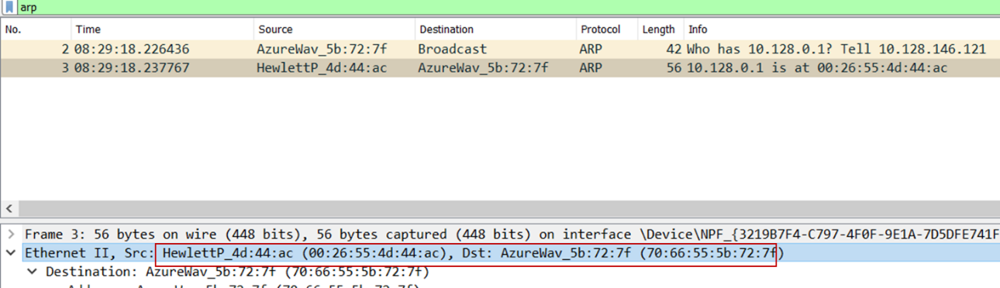 arp
No. Time Source Destination Protocol Length Info
2 08:29:18.226436 AzureWav_5b:72:7f Broadcast ARP 42 Who has 10.128.0.1? Tell 10.128.146.121
3 08:29:18.237767 HewlettP_4d:44:ac AzureWav_5b:72:7f ARP 56 10.128.0.1 is at 00:26:55:4d:44:ac
Frame 3: 56 bytes on wire (448 bits), 56 bytes captured (448 bits) on interface \Device\NPF_{3219B7F4-C797-4F0F-9E1A-7D5DFE741F
Ethernet II, Src: HewlettP_4d:44:ac (00:26:55:4d:44:ac), Dst: AzureWav_5b:72:7f (70:66:55:5b:72:7f)
Destination: AzureWav_5b:72:7f (70:66:55:5b:72:7f)